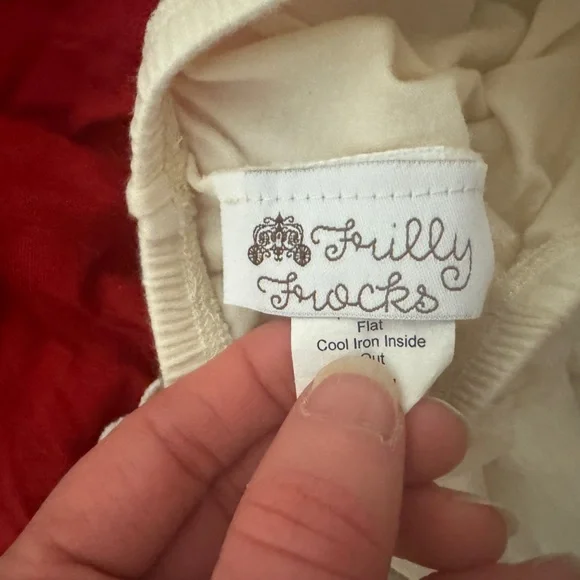 Frilly
Frocks
Flat
Cool Iron Inside
Out